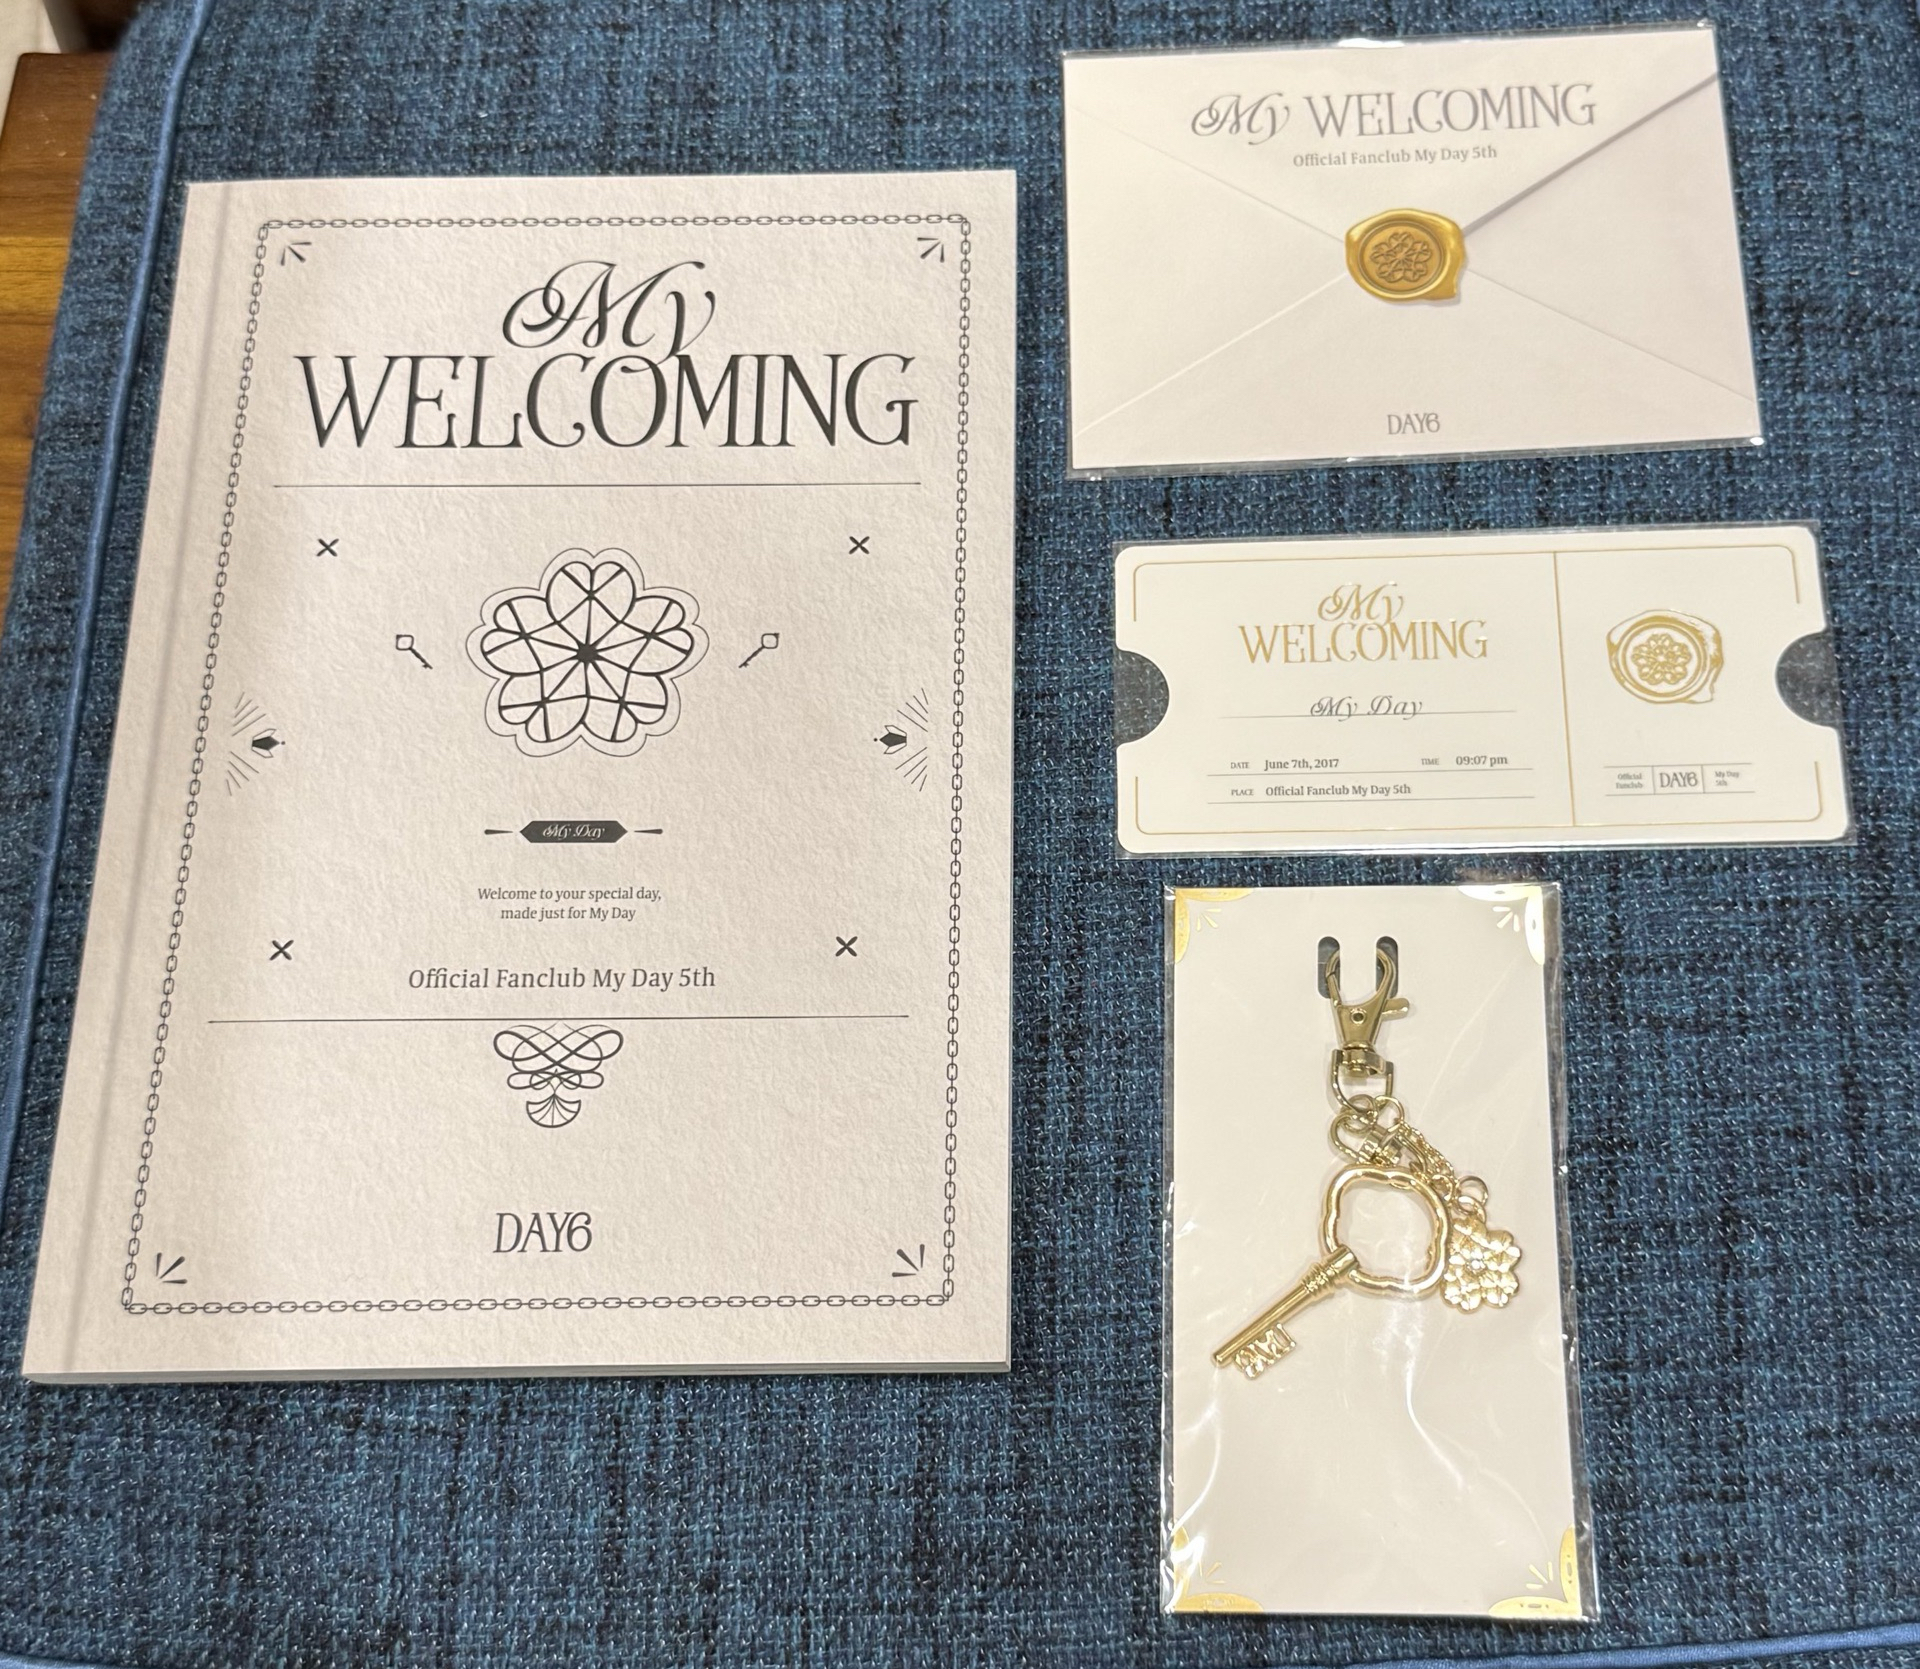 My
WELCOMING
My Day
Welcome to your special day,
made just for My Day
Official Fanclub My Day 5th
DAY6
My WELCOMING
Official Fanclub My Day 5th
DAY6
My
WELCOMING
My Day
DATE June 7th, 2017 TIME 09:07 pm
PLACE Official Fanclub My Day 5th
Official
Fanclub
DAY6
My Day
5th